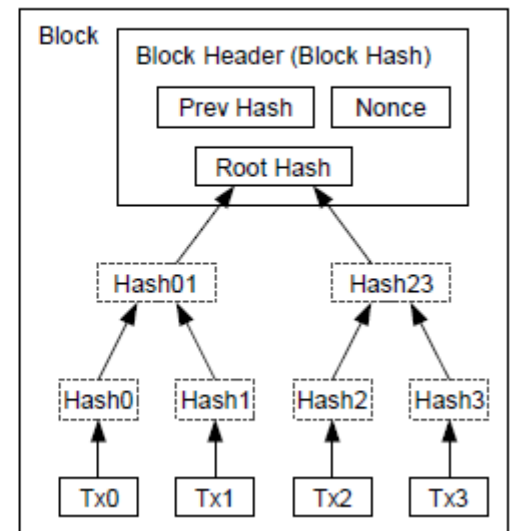 Block
Block Header (Block Hash)
Prev Hash Nonce
Root Hash
Hash01 Hash23
Hash0 Hash1 Hash2 Hash3
Tx0 Tx1 Tx2 Tx3